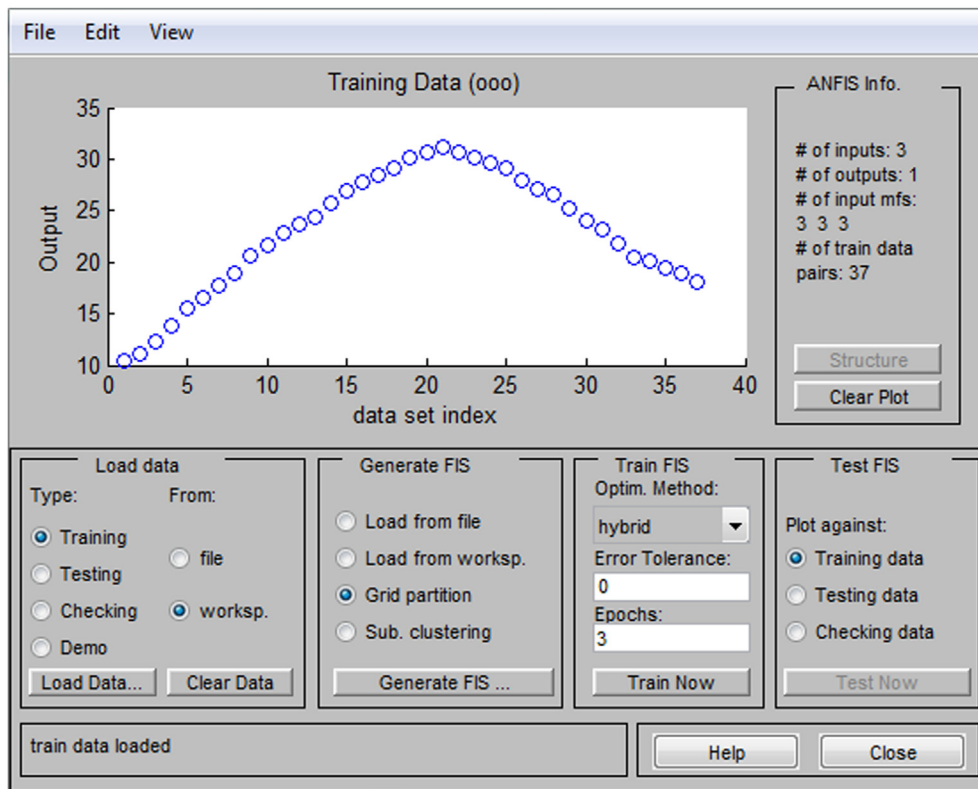 File Edit View
Training Data (ooo)
35
30
25
20
15
10
Output
0 5 10 15 20 25 30 35 40
data set index
ANFIS Info.
# of inputs: 3
# of outputs: 1
# of input mfs:
3 3 3
# of train data
pairs: 37
Structure
Clear Plot
Load data
Type: From:
Training
Testing
Checking
Demo
file
worksp.
Load Data... Clear Data
Generate FIS
Load from file
Load from worksp.
Grid partition
Sub. clustering
Generate FIS ...
Train FIS
Optim. Method:
hybrid
Error Tolerance:
0
Epochs:
3
Train Now
Test FIS
Plot against:
Training data
Testing data
Checking data
Test Now
train data loaded
Help Close